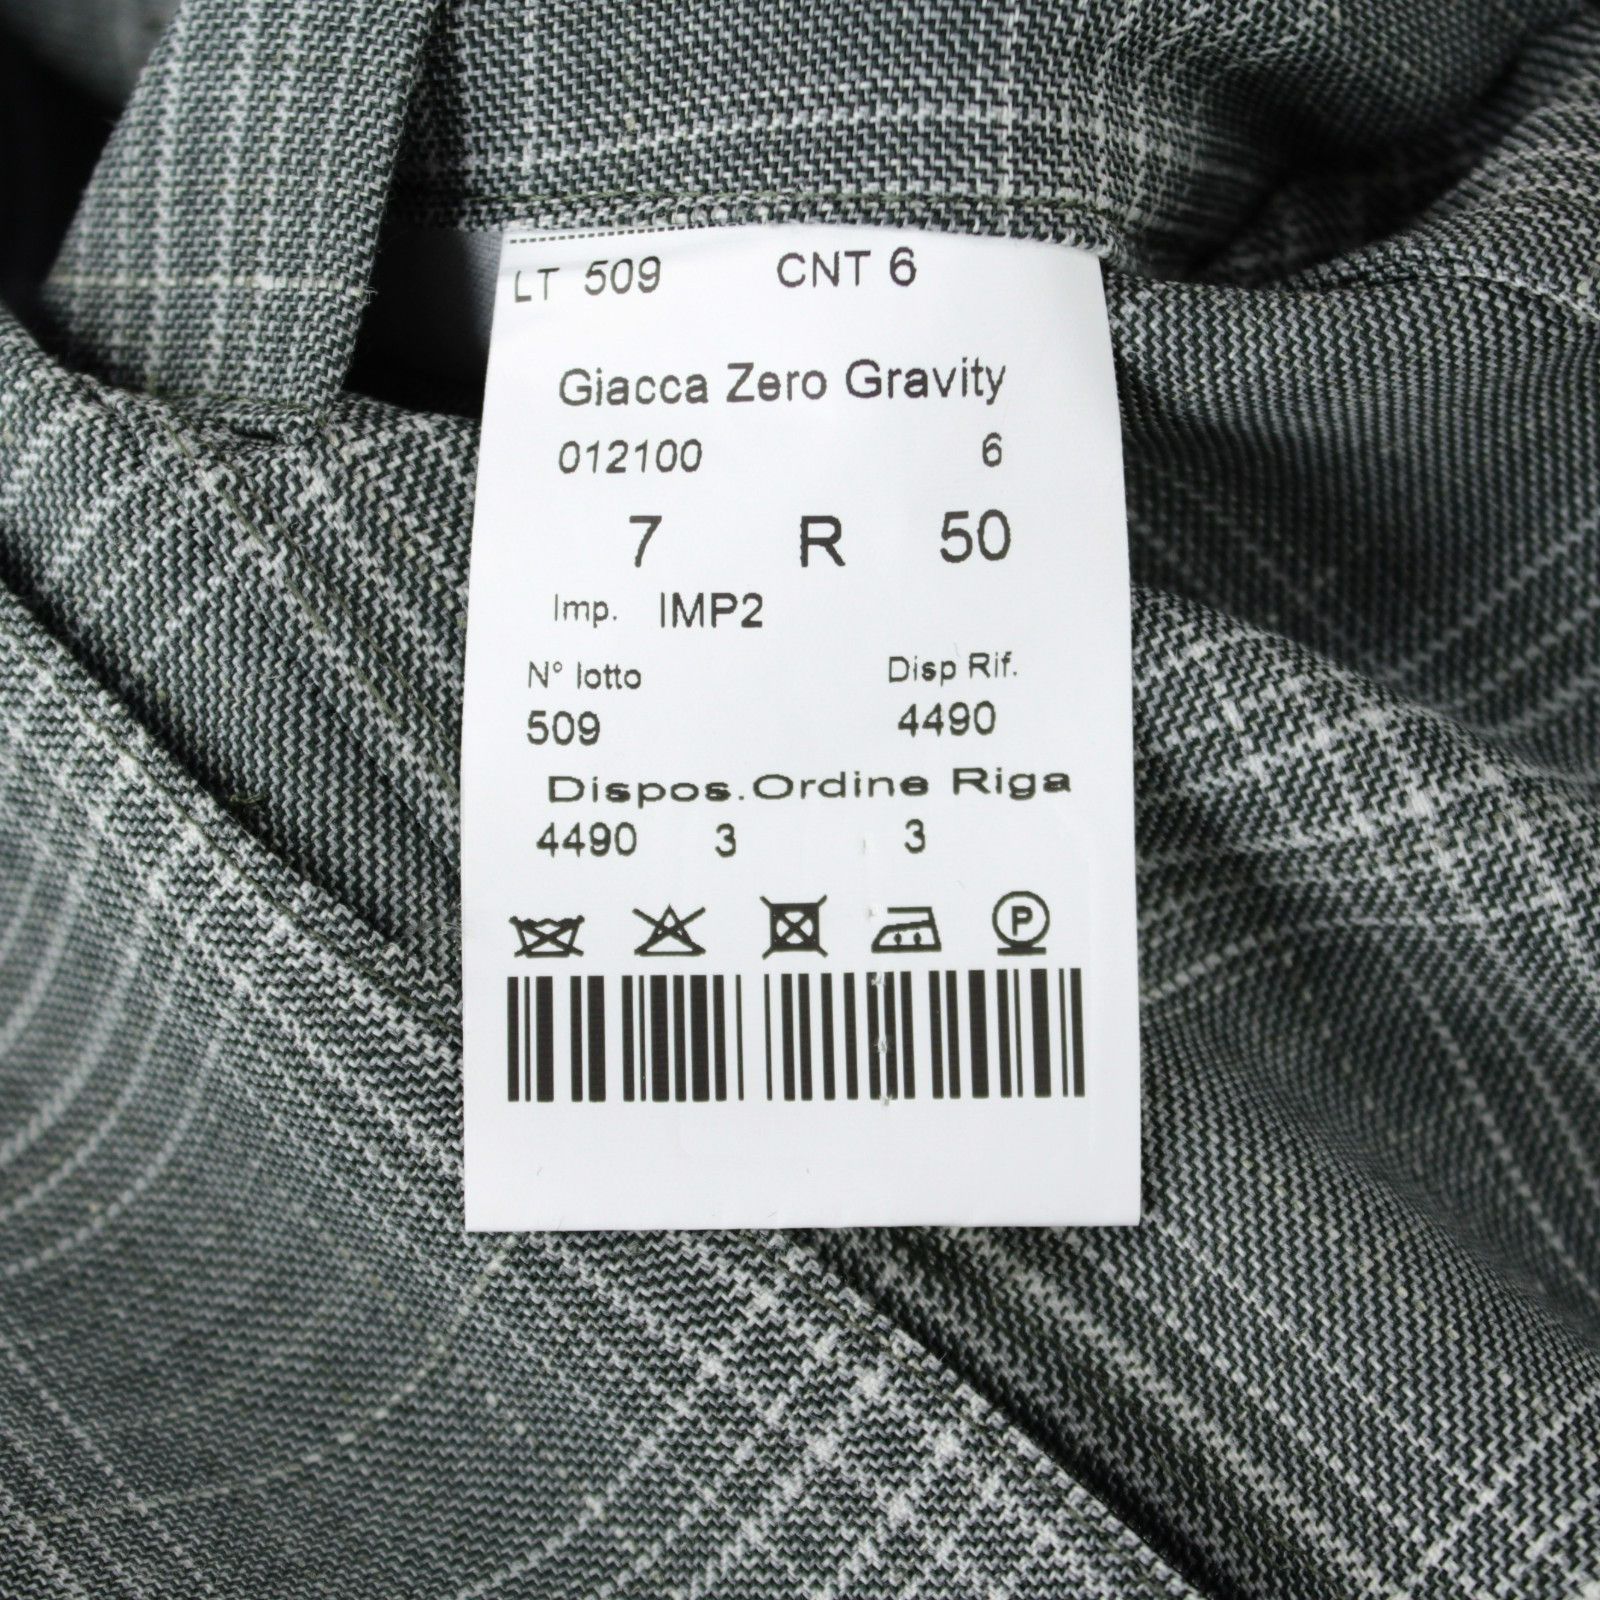 LT 509 CNT 6
Giacca Zero Gravity
012100 6
7 R 50
Imp. IMP2
N° lotto Disp Rif.
509 4490
Dispos.Ordine Riga
4490 3 3
P